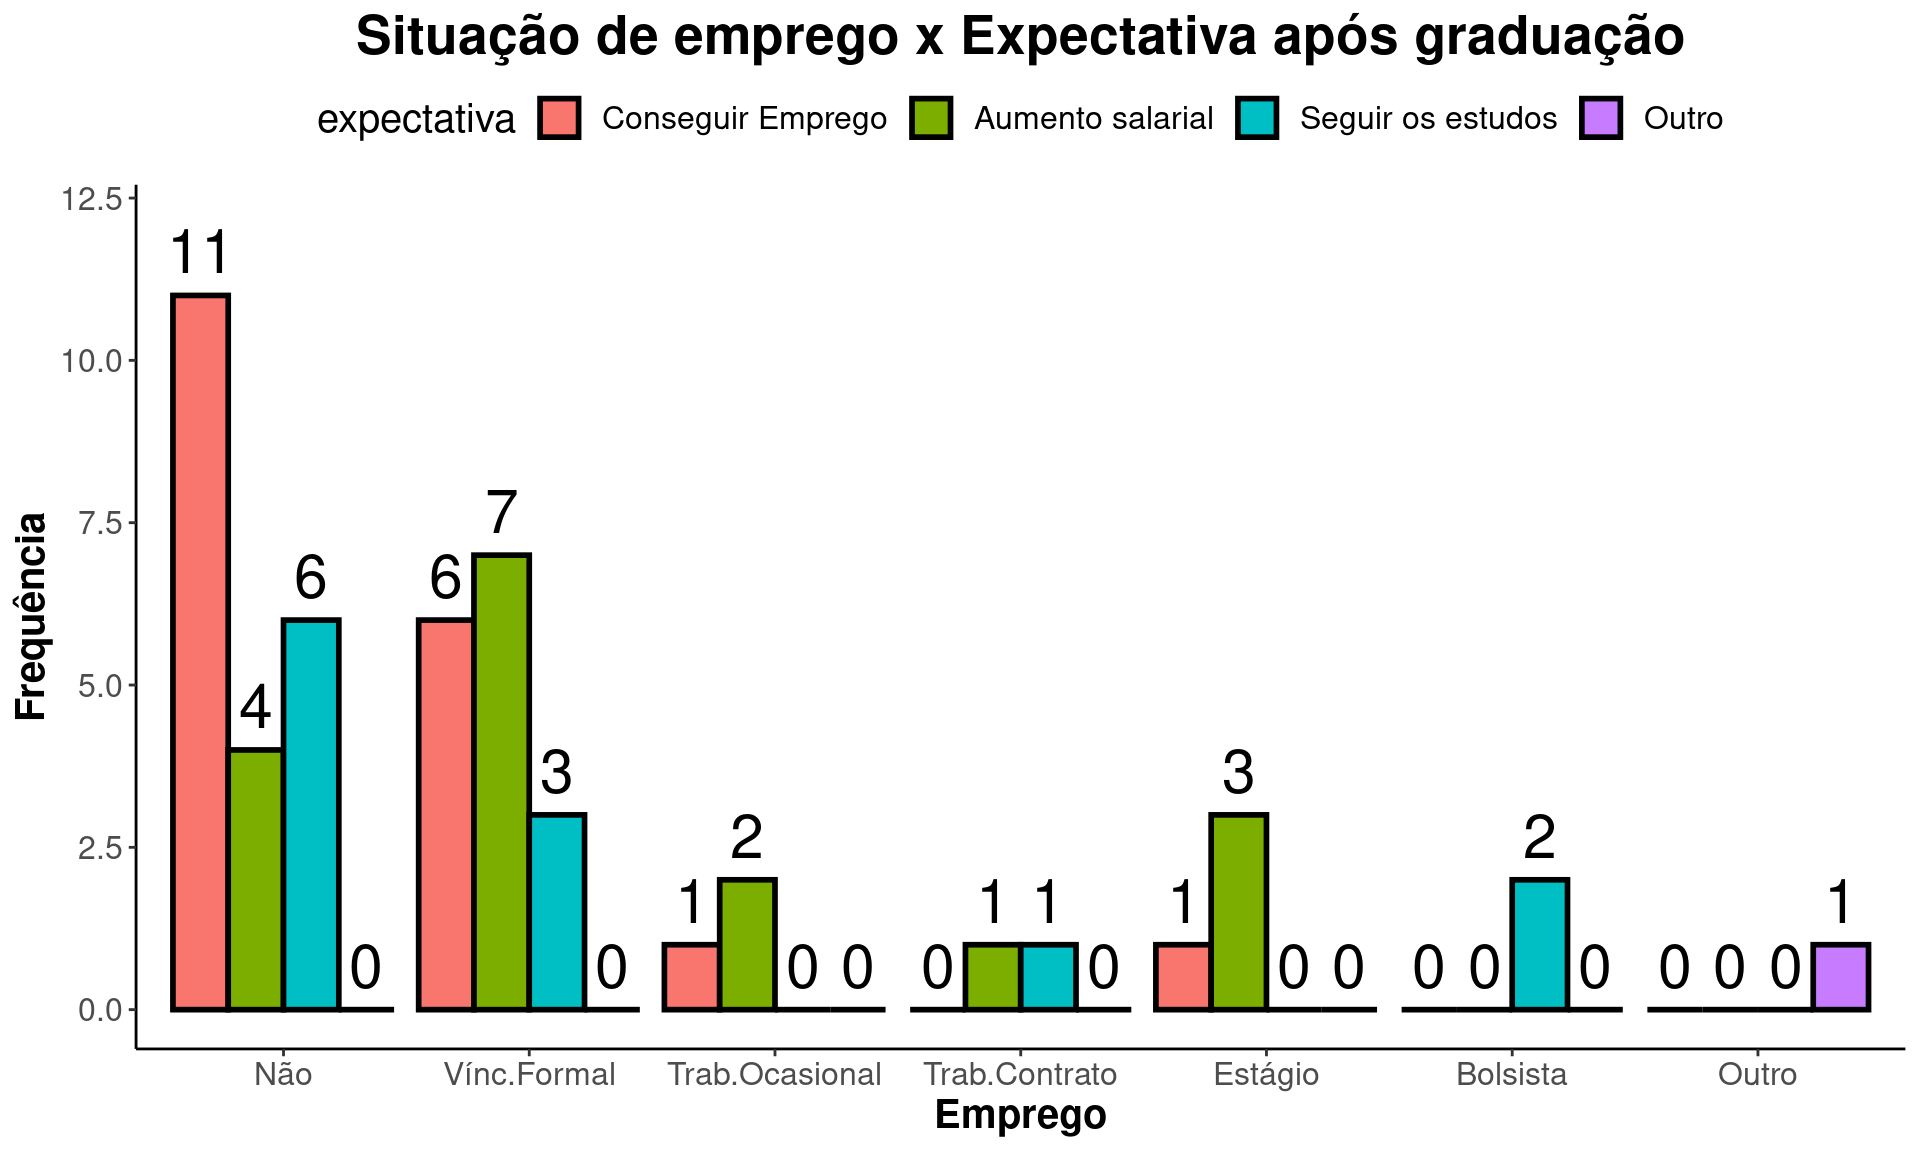 Situação de emprego x Expectativa após graduação
expectativa Conseguir Emprego Aumento salarial Seguir os estudos Outro
12.5
10.0
7.5
5.0
2.5
0.0
Frequência
11 4 6 0
6 7 3 0
1 2 0 0
0 1 1 0
1 3 0 0
0 0 2 0
0 0 0 1
Não Vínc.Formal Trab.Ocasional Trab.Contrato Estágio Bolsista Outro
Emprego